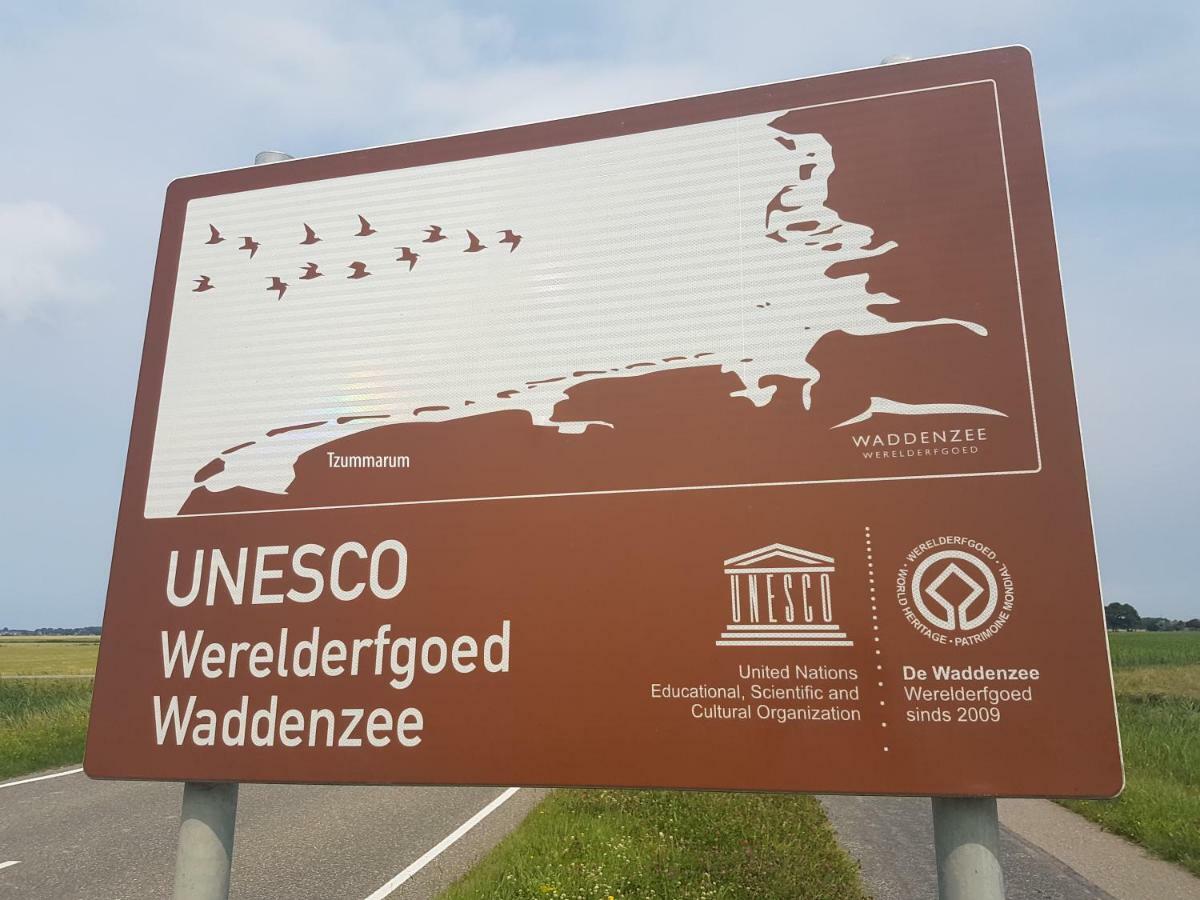 Tzummarum
WADDENZEE
WERELDERFGOED
UNESCO
Werelderfgoed
Waddenzee
UNESCO
United Nations
Educational, Scientific and
Cultural Organization
WERELDERFGOED · WORLD HERITAGE · PATRIMOINE MONDIAL ·
De Waddenzee
Werelderfgoed
sinds 2009